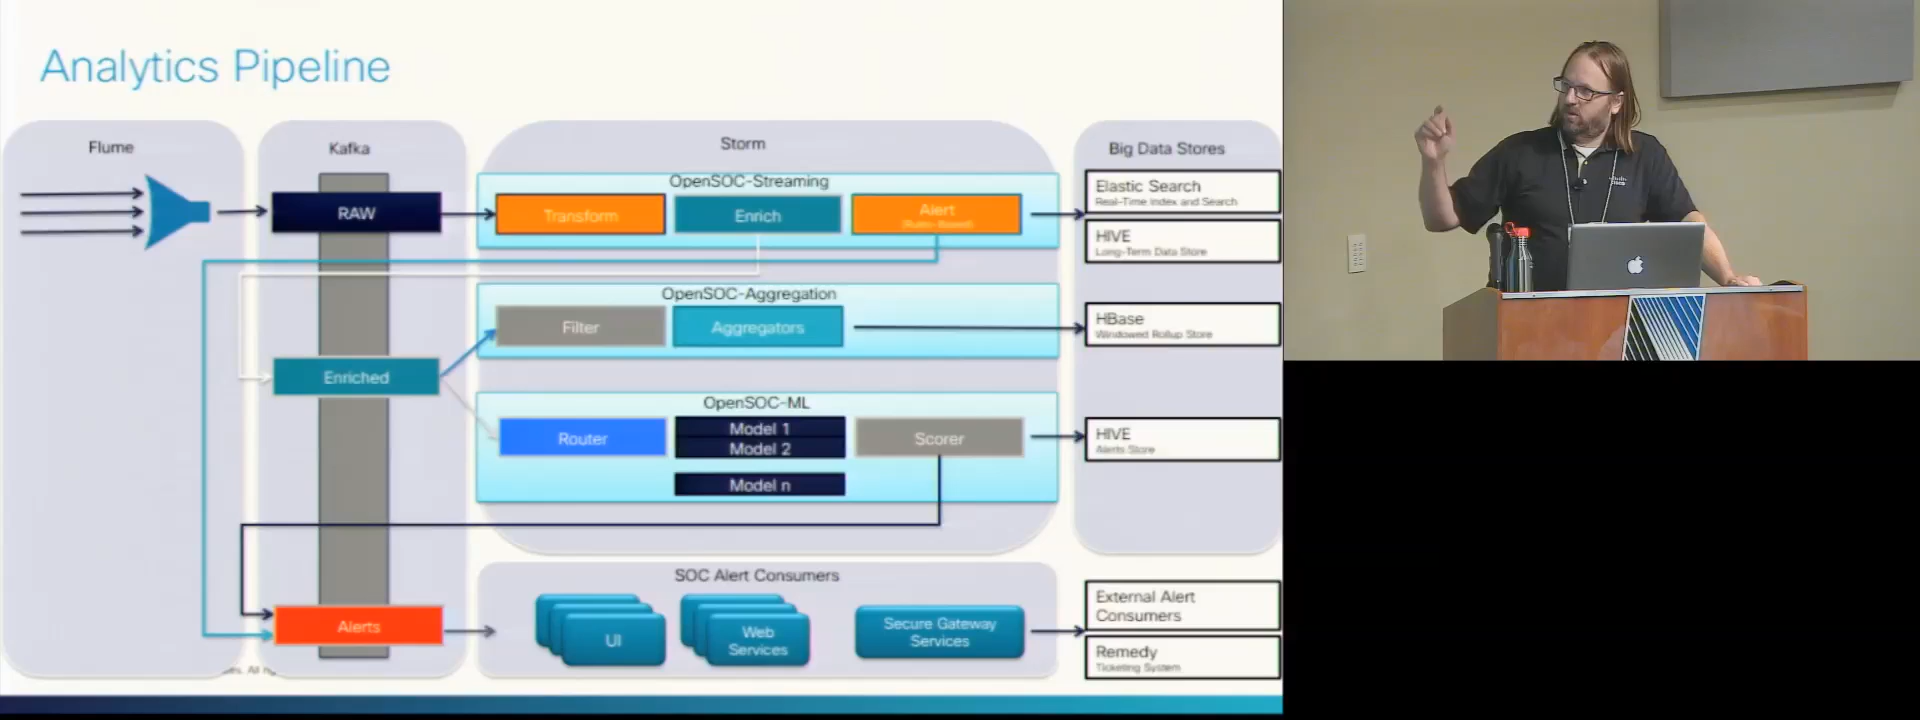 Analytics Pipeline
Flume
Kafka
Storm
Big Data Stores
RAW
OpenSOC-Streaming
Transform
Enrich
Alert
(Rules-Based)
Elastic Search
Real-Time Index and Search
HIVE
Long-Term Data Store
OpenSOC-Aggregation
Filter
Aggregators
HBase
Windowed Rollup Store
Enriched
OpenSOC-ML
Router
Model 1
Model 2
Model n
Scorer
HIVE
Alerts Store
Alerts
SOC Alert Consumers
UI
Web
Services
Secure Gateway
Services
External Alert
Consumers
Remedy
Ticketing System
All
CISCO